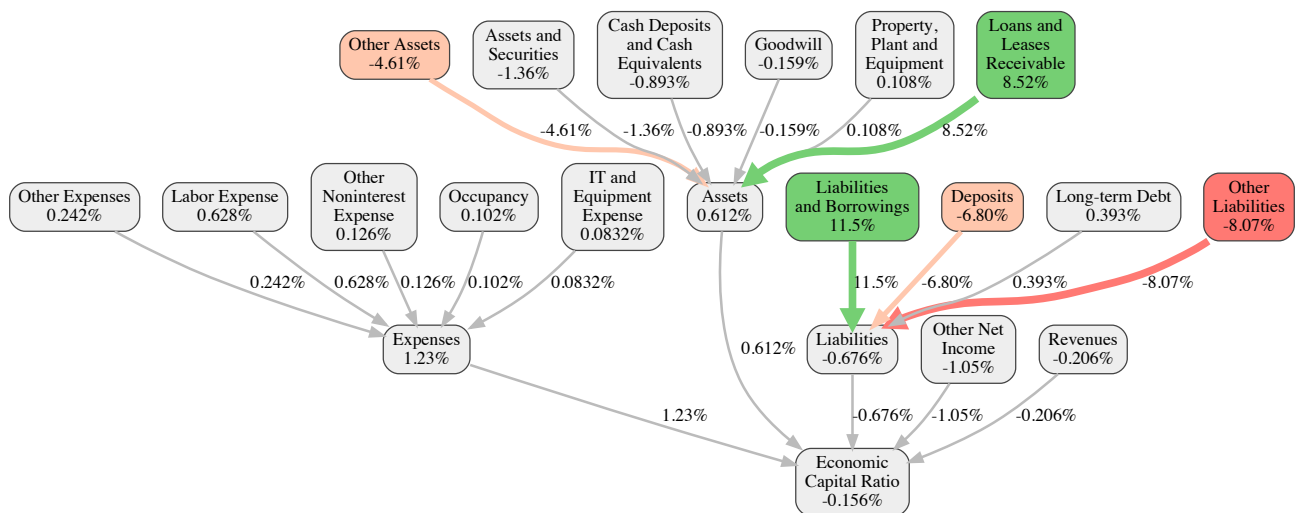 Other Assets
-4.61%
Assets and
Securities
-1.36%
Cash Deposits
and Cash
Equivalents
-0.893%
Goodwill
-0.159%
Property,
Plant and
Equipment
0.108%
Loans and
Leases
Receivable
8.52%
-4.61%
-1.36%
-0.893%
-0.159%
0.108%
8.52%
Other Expenses
0.242%
Labor Expense
0.628%
Other
Noninterest
Expense
0.126%
Occupancy
0.102%
IT and
Equipment
Expense
0.0832%
Assets
0.612%
Liabilities
and Borrowings
11.5%
Deposits
-6.80%
Long-term Debt
0.393%
Other
Liabilities
-8.07%
0.242%
0.628%
0.126%
0.102%
0.0832%
11.5%
-6.80%
0.393%
-8.07%
Expenses
1.23%
0.612%
Liabilities
-0.676%
Other Net
Income
-1.05%
Revenues
-0.206%
1.23%
-0.676%
-1.05%
-0.206%
Economic
Capital Ratio
-0.156%